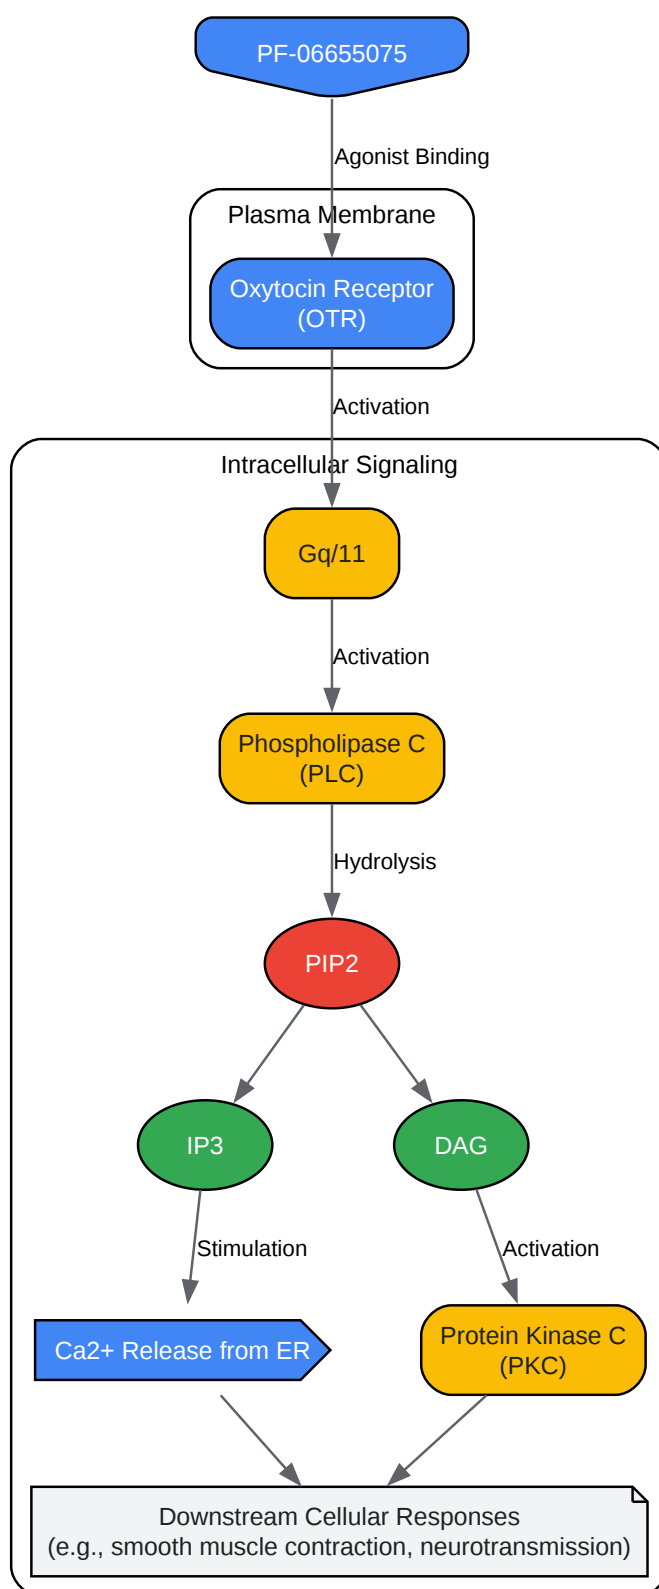 PF-06655075
Agonist Binding
Plasma Membrane
Oxytocin Receptor
(OTR)
Activation
Intracellular Signaling
Gq/11
Activation
Phospholipase C
(PLC)
Hydrolysis
PIP2
IP3
DAG
Stimulation
Activation
Ca2+ Release from ER
Protein Kinase C
(PKC)
Downstream Cellular Responses
(e.g., smooth muscle contraction, neurotransmission)